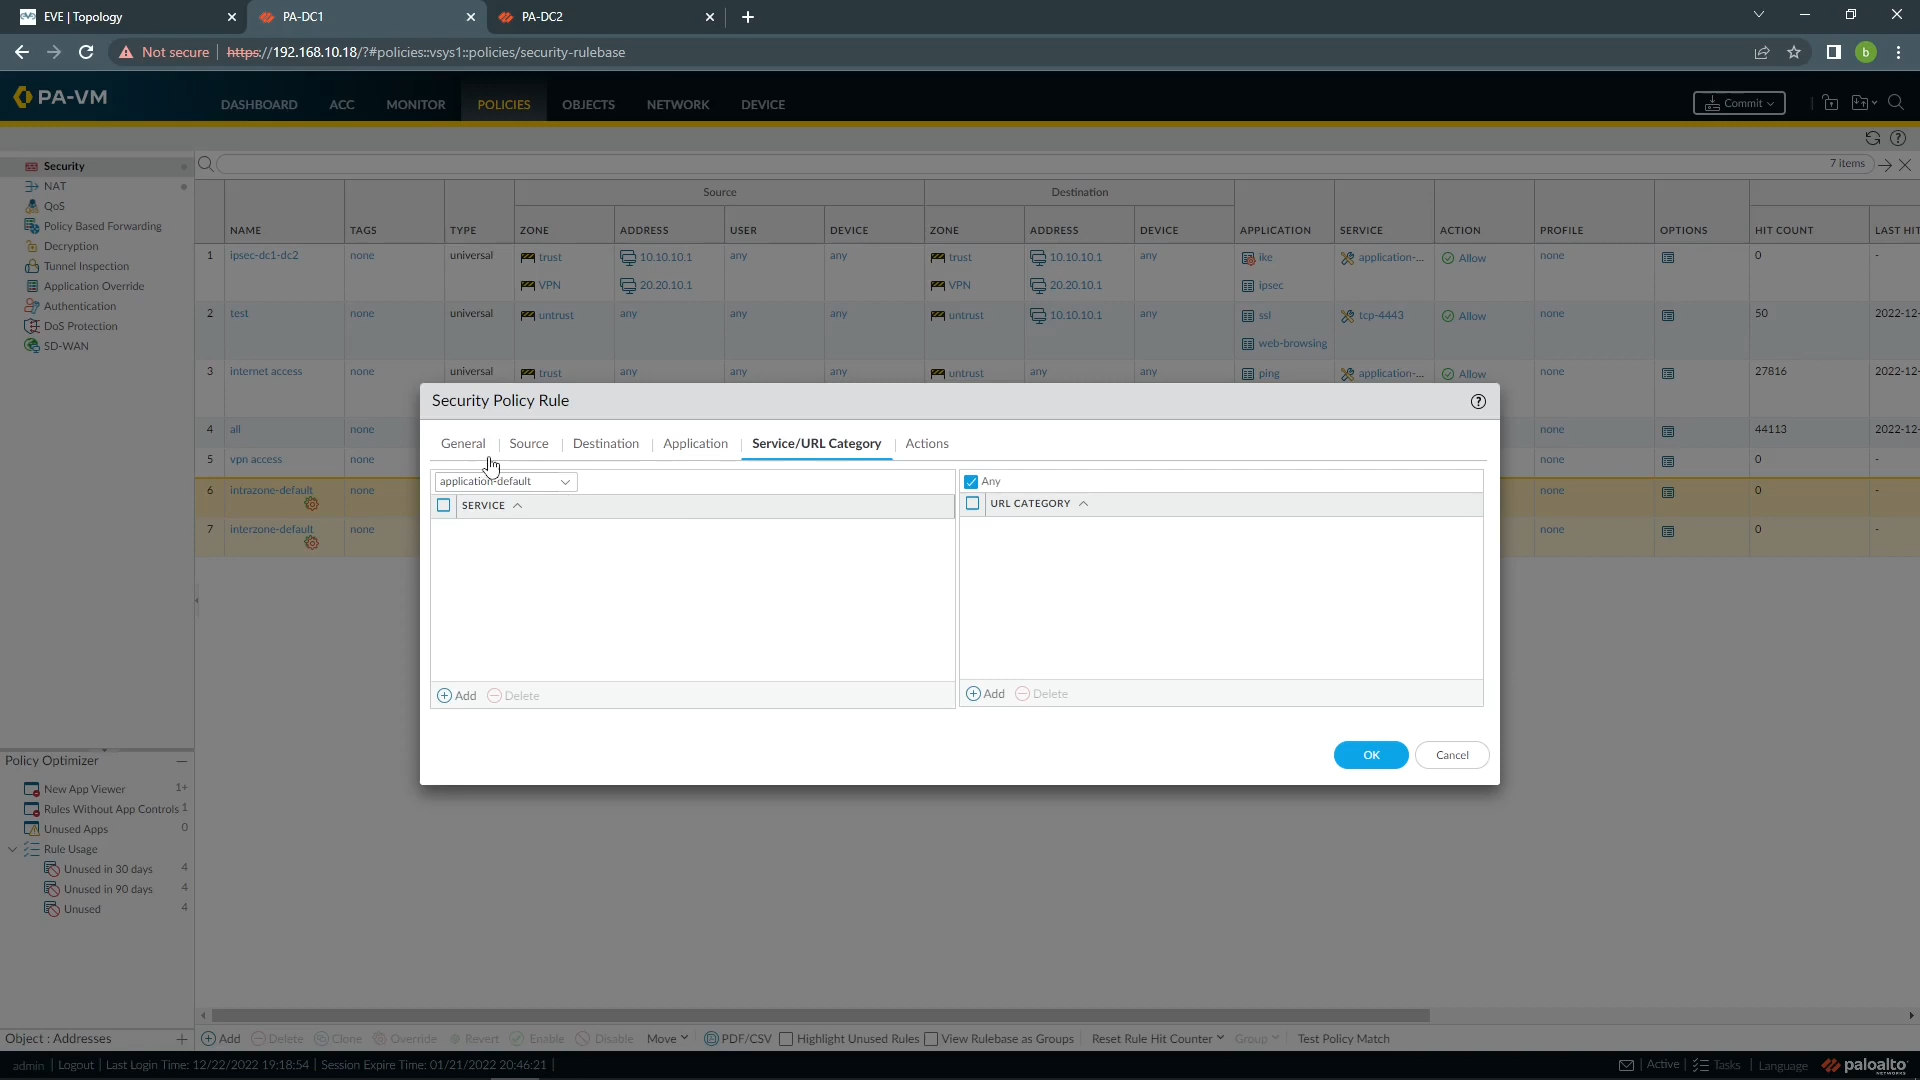 EVE | Topology
PA-DC1
PA-DC2
Not secure
https://192.168.10.18/?#policies::vsys1::policies/security-rulebase
b
PA-VM
DASHBOARD ACC MONITOR POLICIES OBJECTS NETWORK DEVICE
Commit
Security
NAT
QoS
Policy Based Forwarding
Decryption
Tunnel Inspection
Application Override
Authentication
DoS Protection
SD-WAN
7 items
Source Destination
NAME TAGS TYPE ZONE ADDRESS USER DEVICE ZONE ADDRESS DEVICE APPLICATION SERVICE ACTION PROFILE OPTIONS HIT COUNT LAST HIT
1 ipsec-dc1-dc2 none universal trust 10.10.10.1 any any trust 10.10.10.1 any ike application-... Allow none 0 -
VPN 20.20.10.1 VPN 20.20.10.1 ipsec
2 test none universal untrust any any any untrust 10.10.10.1 any ssl tcp-4443 Allow none 50 2022-12-
web-browsing
3 internet access none universal trust any any any untrust any any ping application-... Allow none 27816 2022-12-
4 all none none 44113 2022-12-
5 vpn access none none 0 -
6 intrazone-default none none 0 -
7 interzone-default none none 0 -
Security Policy Rule
General Source Destination Application Service/URL Category Actions
application-default
Any
SERVICE
URL CATEGORY
Add Delete
Add Delete
OK Cancel
Policy Optimizer
New App Viewer 1+
Rules Without App Controls 1
Unused Apps 0
Rule Usage
Unused in 30 days 4
Unused in 90 days 4
Unused 4
Object : Addresses
Add Delete Clone Override Revert Enable Disable Move PDF/CSV Highlight Unused Rules View Rulebase as Groups Reset Rule Hit Counter Group Test Policy Match
admin | Logout | Last Login Time: 12/22/2022 19:18:54 | Session Expire Time: 01/21/2022 20:46:21 |
Active | Tasks | Language
paloalto
NETWORKS